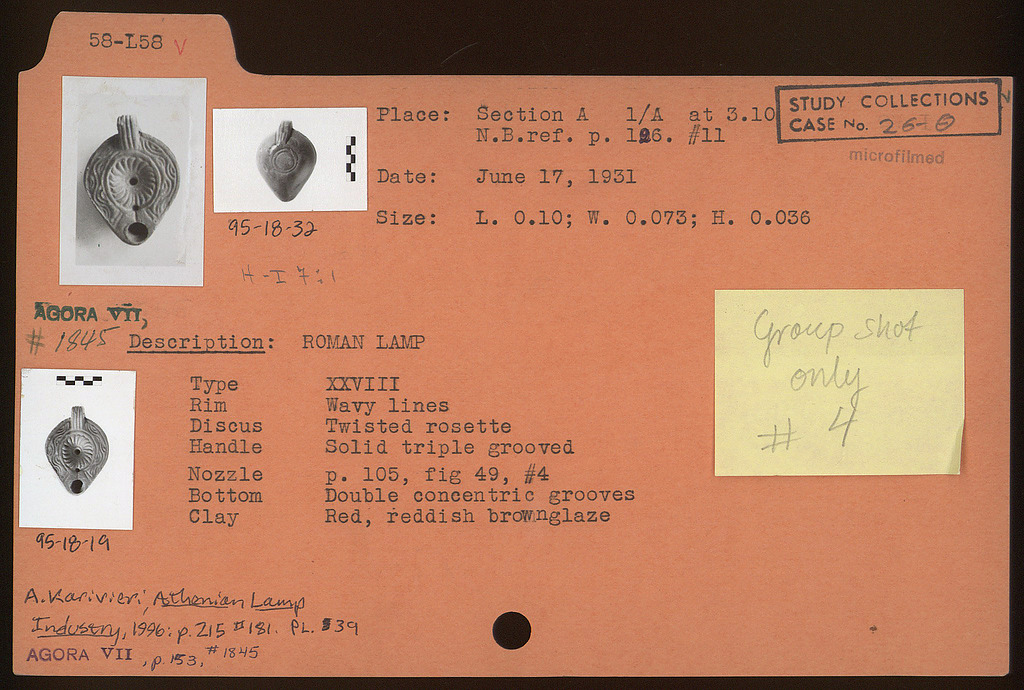 58-L58 V
Place: Section A 1/A at 3.10
N.B.ref. p. 126. #11
STUDY COLLECTIONS
CASE No. 26-
microfilmed
Date: June 17, 1931
Size: L. 0.10; W. 0.073; H. 0.036
95-18-32
H-I 7:1
AGORA VII,
# 1845
Description: ROMAN LAMP
Type XXVIII
Rim Wavy lines
Discus Twisted rosette
Handle Solid triple grooved
Nozzle p. 105, fig 49, #4
Bottom Double concentric grooves
Clay Red, reddish brownglaze
Group shot
only
# 4
95-18-19
A. Karivieri, Athenian Lamp
Industry, 1996: p. 215 #181. PL. 39
AGORA VII, p. 153, #1845